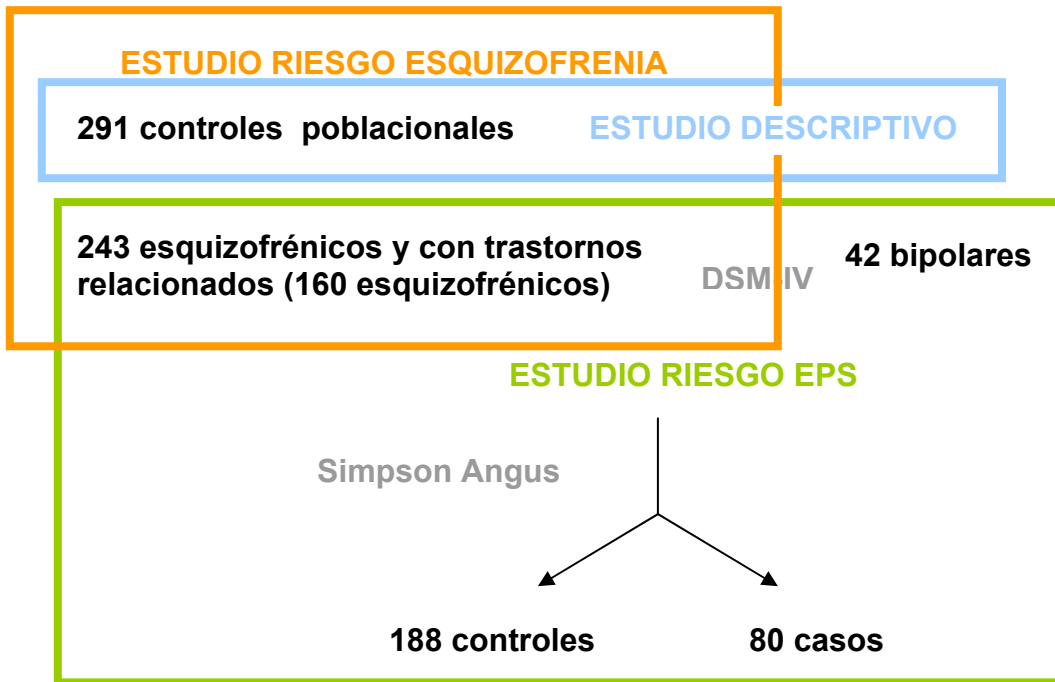 ESTUDIO RIESGO ESQUIZOFRENIA
291 controles poblacionales
ESTUDIO DESCRIPTIVO
243 esquizofrénicos y con trastornos
relacionados (160 esquizofrénicos)
DSM-IV
42 bipolares
ESTUDIO RIESGO EPS
Simpson Angus
188 controles
80 casos